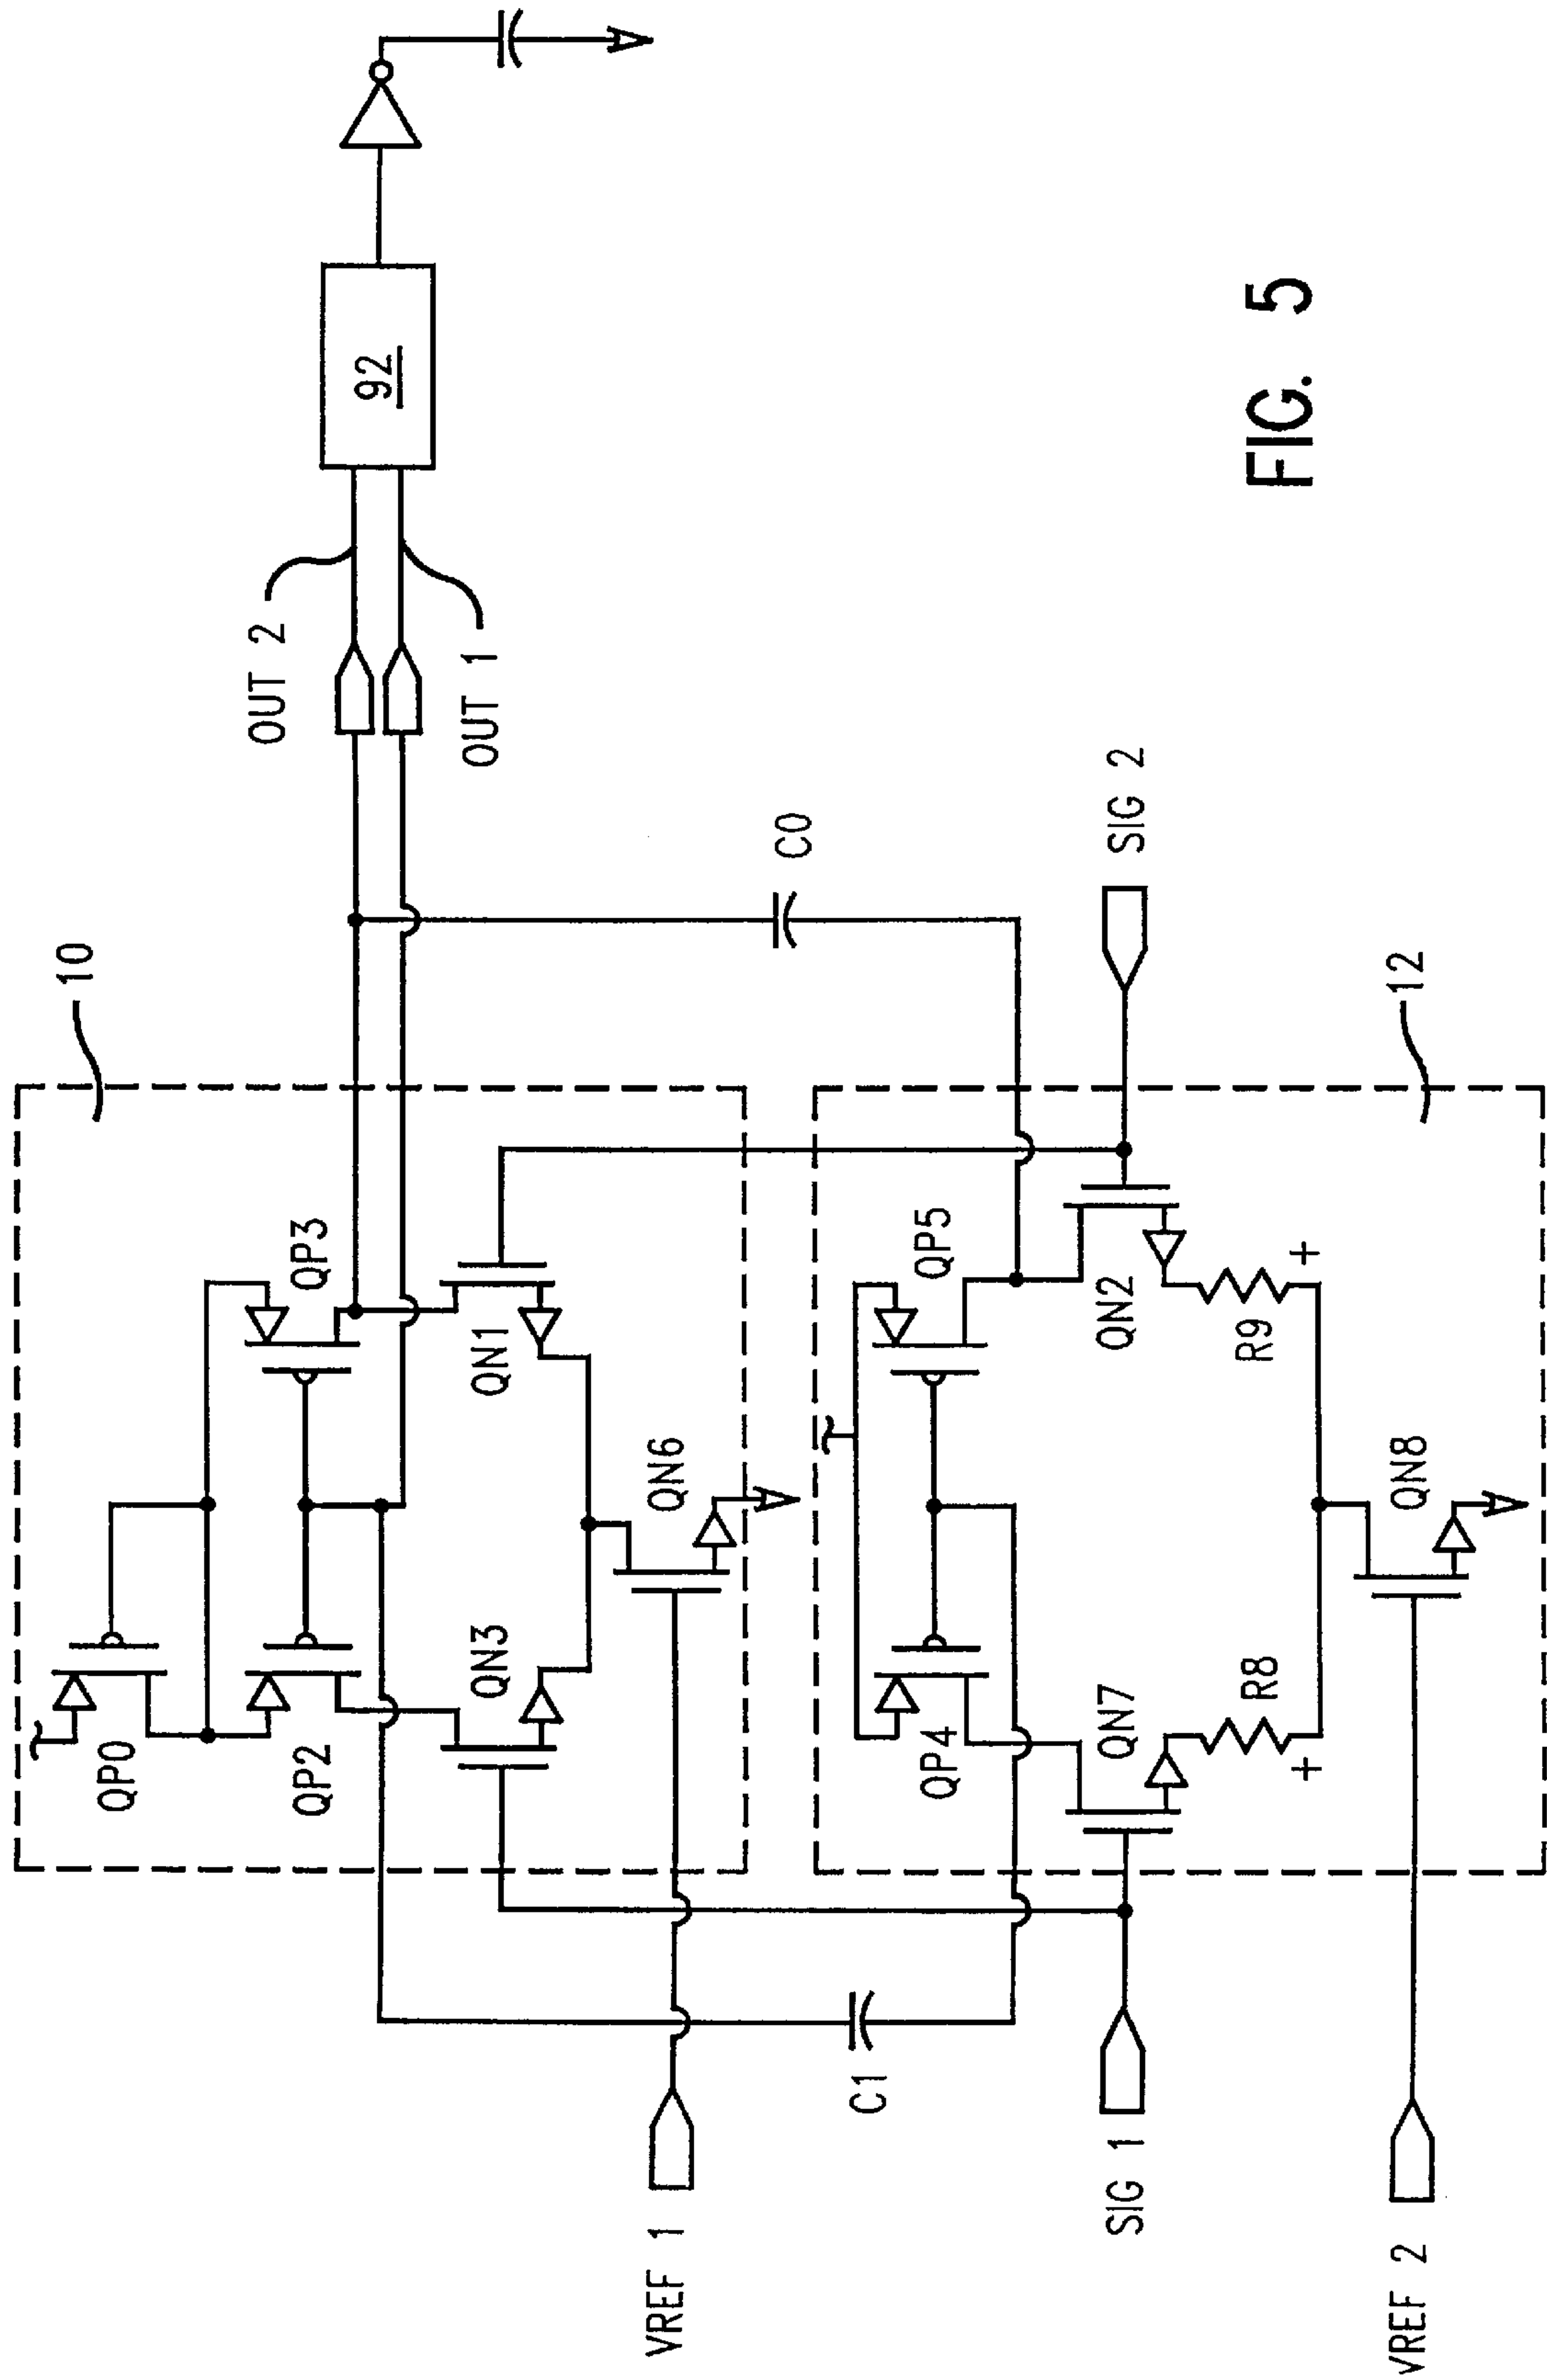 10
QP0
QP2
QP3
QN3
QN1
QN6
OUT 2
OUT 1
92
VREF 1
C1
C0
12
QP4
QP5
QN7
QN2
R8
R9
+
+
QN8
SIG 1
SIG 2
VREF 2
FIG. 5